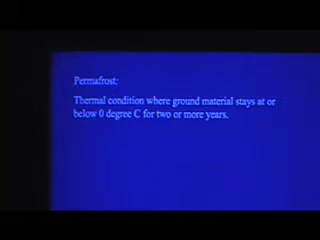 Permafrost:
Thermal condition where ground material stays at or
below 0 degree C for two or more years.